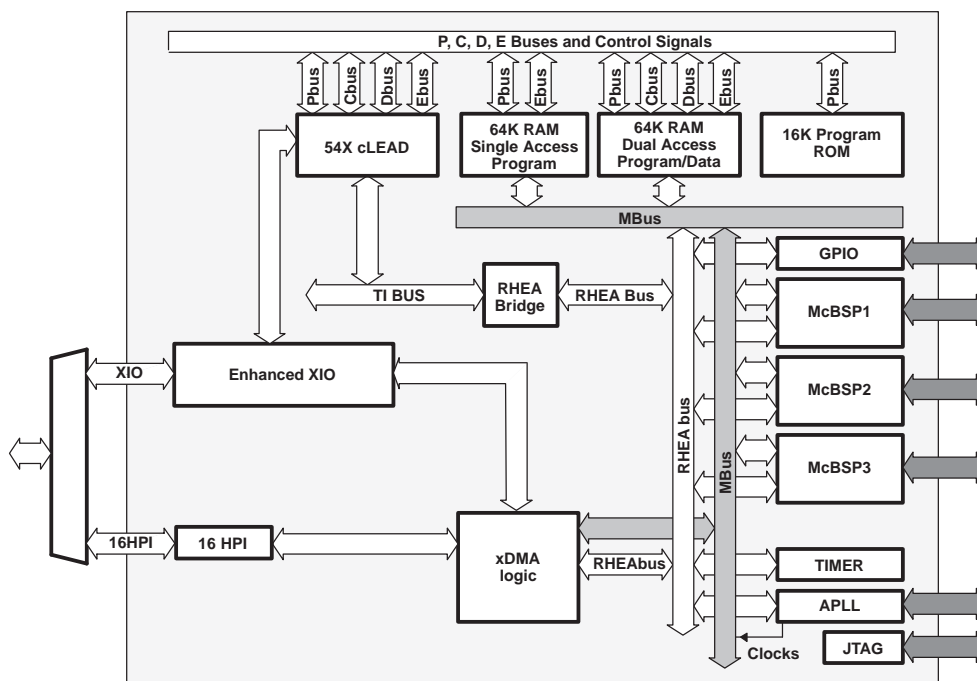 P, C, D, E Buses and Control Signals
Pbus
Cbus
Dbus
Ebus
Pbus
Ebus
Pbus
Cbus
Dbus
Ebus
Pbus
54X cLEAD
64K RAM
Single Access
Program
64K RAM
Dual Access
Program/Data
16K Program
ROM
MBus
GPIO
TI BUS
RHEA
Bridge
RHEA Bus
McBSP1
XIO
Enhanced XIO
McBSP2
RHEA bus
MBus
McBSP3
16HPI
16 HPI
xDMA
logic
RHEAbus
TIMER
APLL
Clocks
JTAG